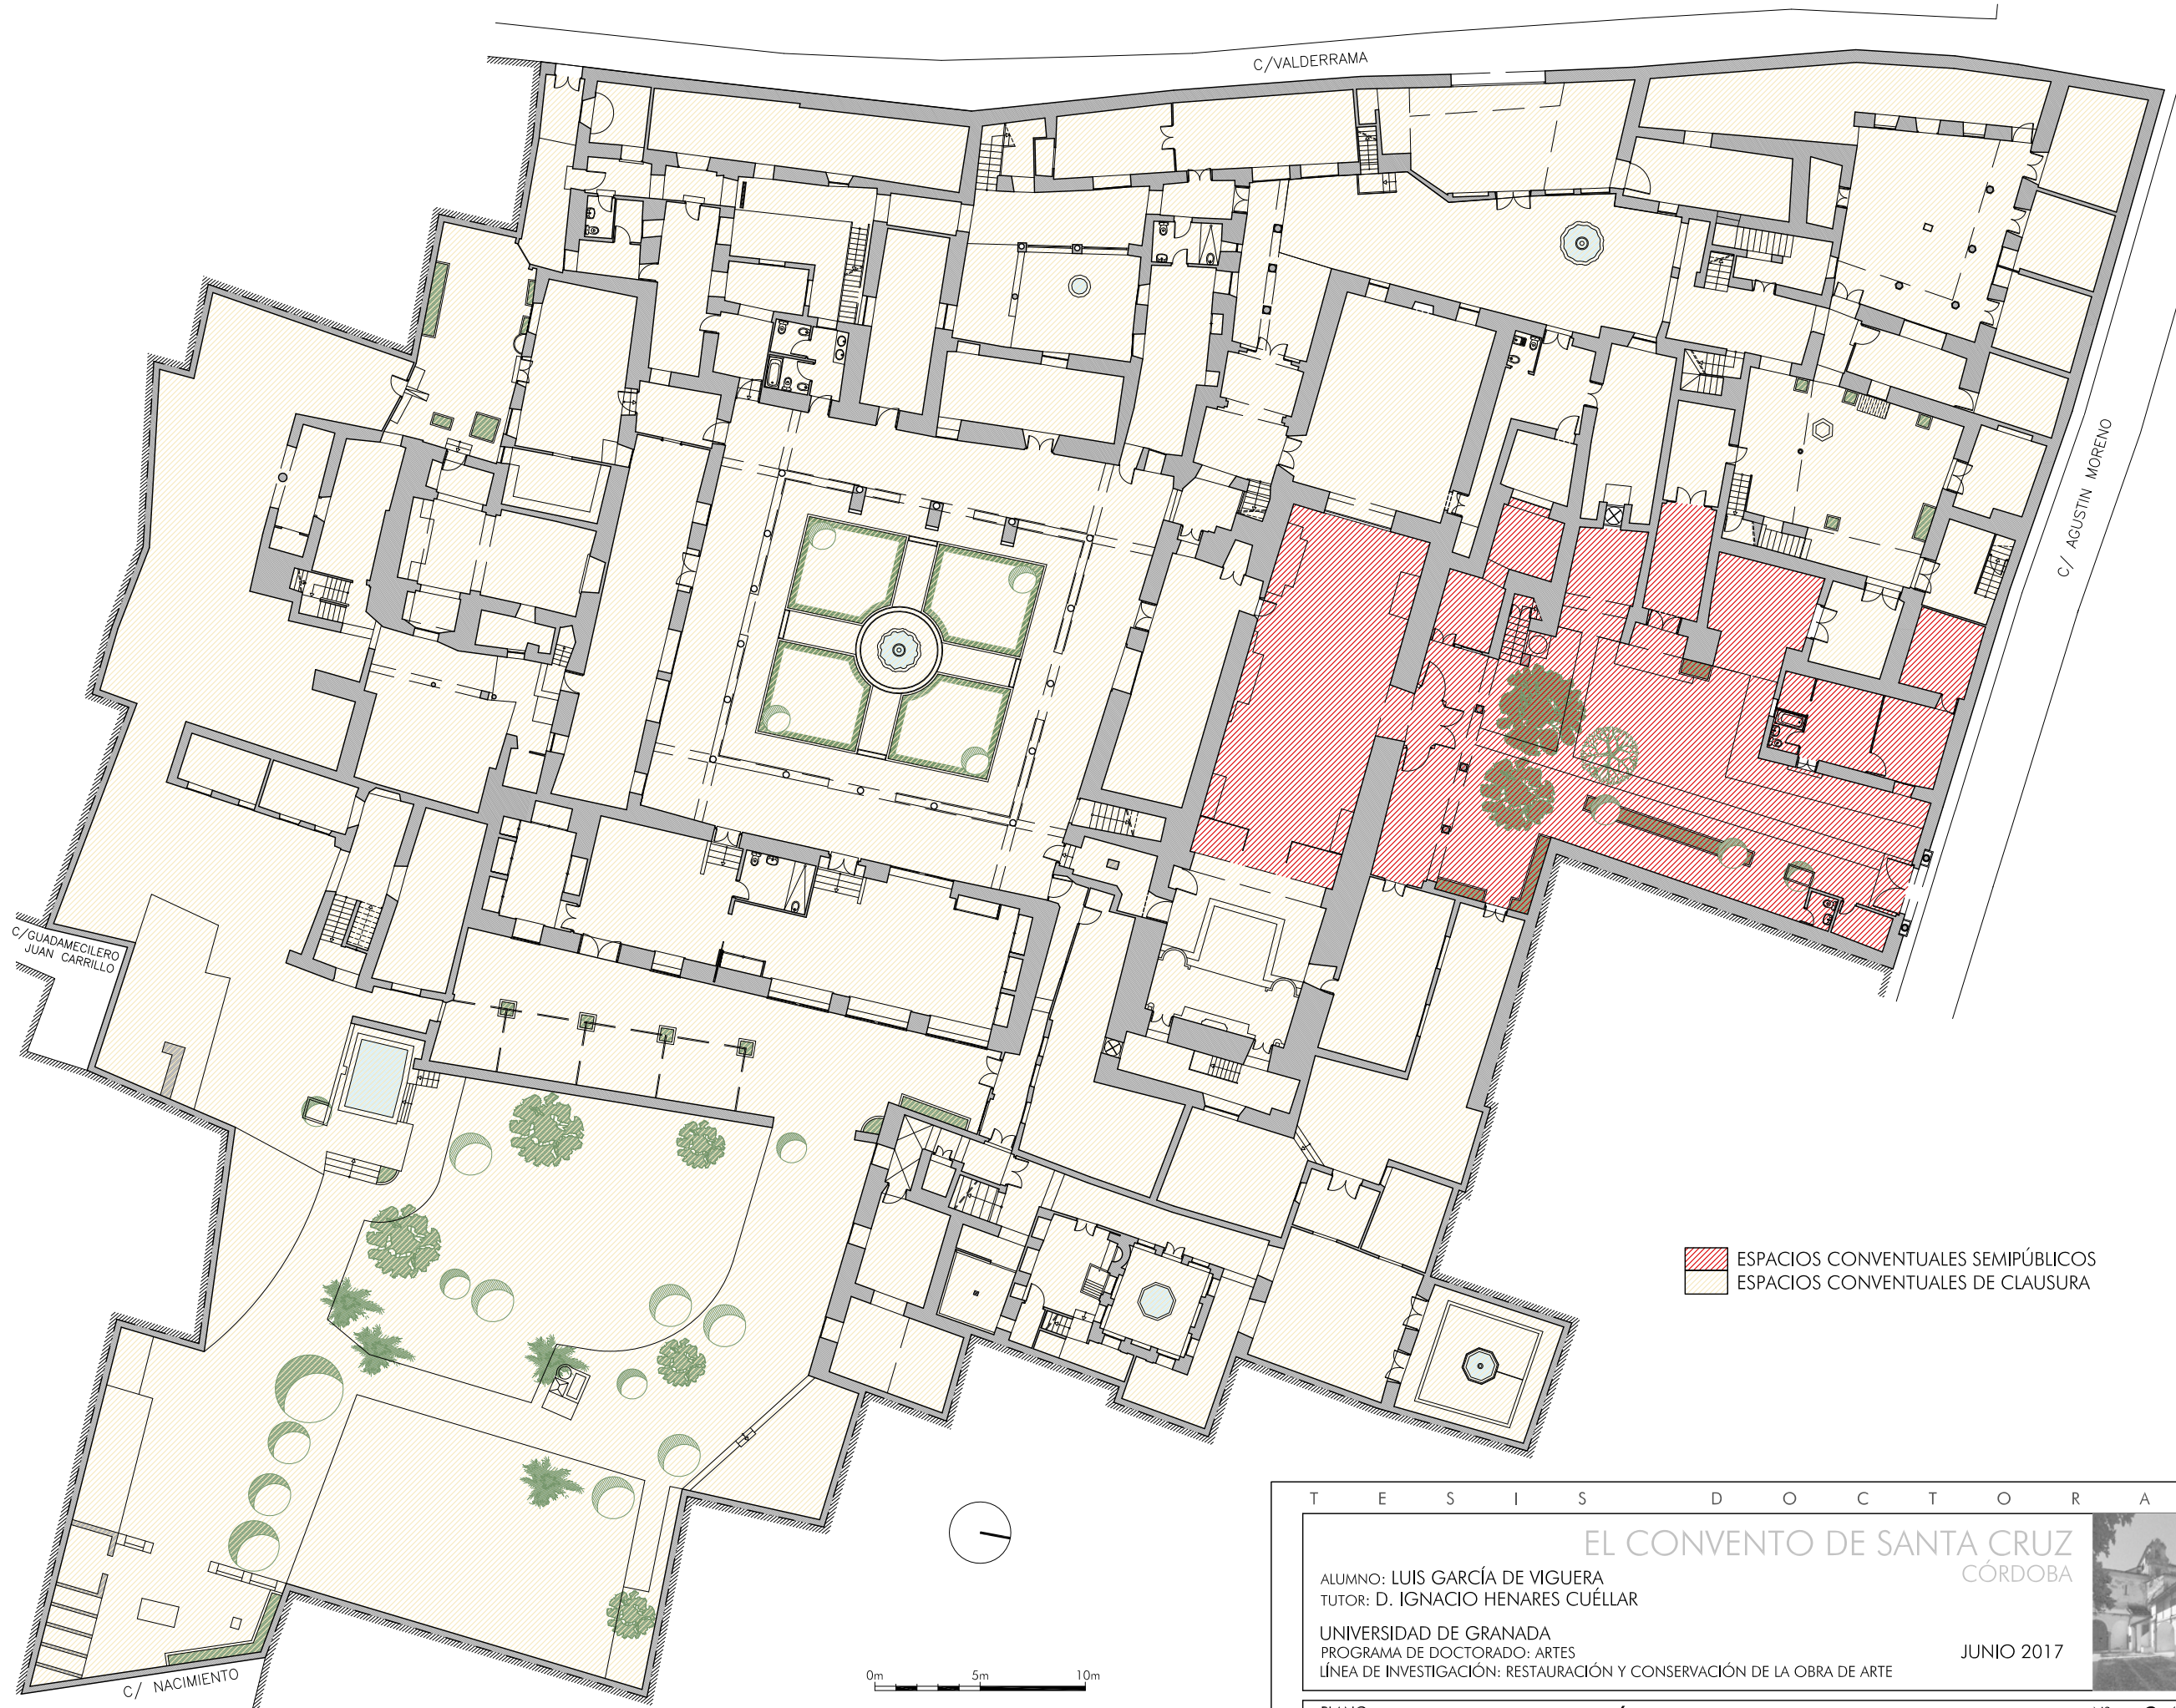 C/VALDERRAMA
C/ AGUSTIN MORENO
C/GUADAMECILERO
JUAN CARRILLO
ESPACIOS CONVENTUALES SEMIPÚBLICOS
ESPACIOS CONVENTUALES DE CLAUSURA
C/ NACIMIENTO
0m 5m 10m
T E S I S D O C T O R A
EL CONVENTO DE SANTA CRUZ
CÓRDOBA
ALUMNO: LUIS GARCÍA DE VIGUERA
TUTOR: D. IGNACIO HENARES CUÉLLAR
UNIVERSIDAD DE GRANADA
PROGRAMA DE DOCTORADO: ARTES
JUNIO 2017
LÍNEA DE INVESTIGACIÓN: RESTAURACIÓN Y CONSERVACIÓN DE LA OBRA DE ARTE